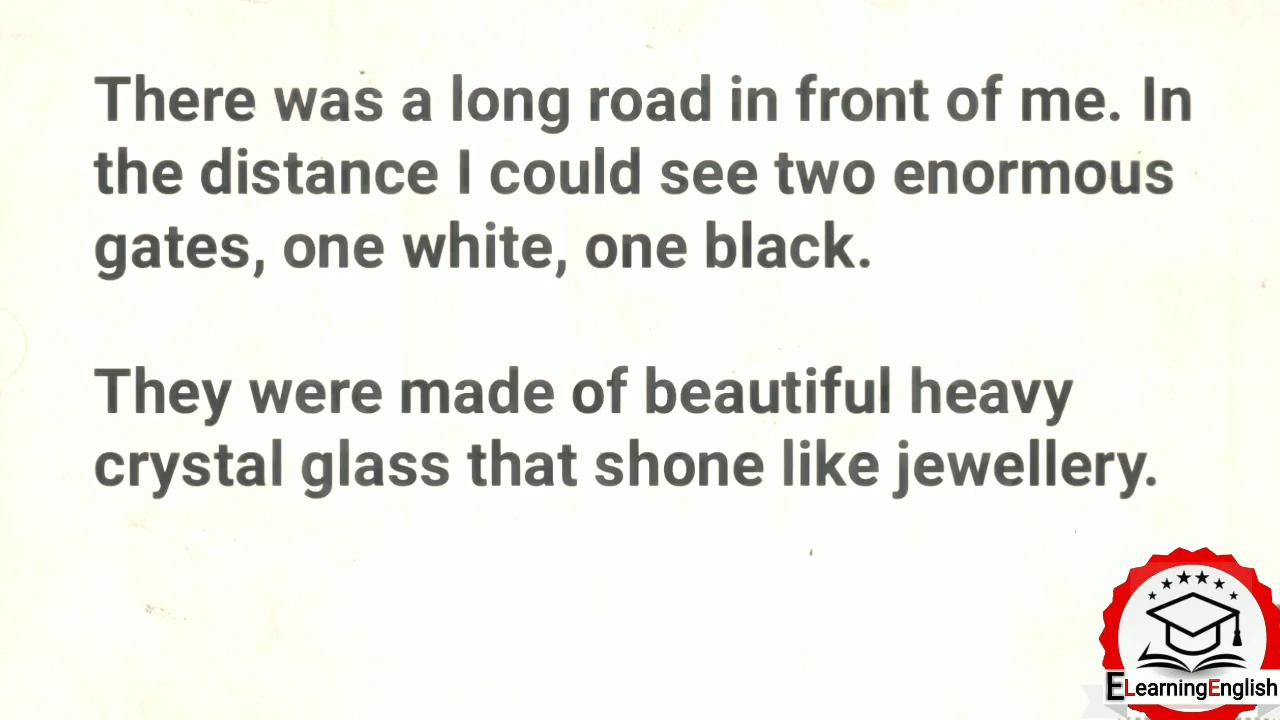 There was a long road in front of me. In
the distance I could see two enormous
gates, one white, one black.
They were made of beautiful heavy
crystal glass that shone like jewellery.
ELearningEnglish